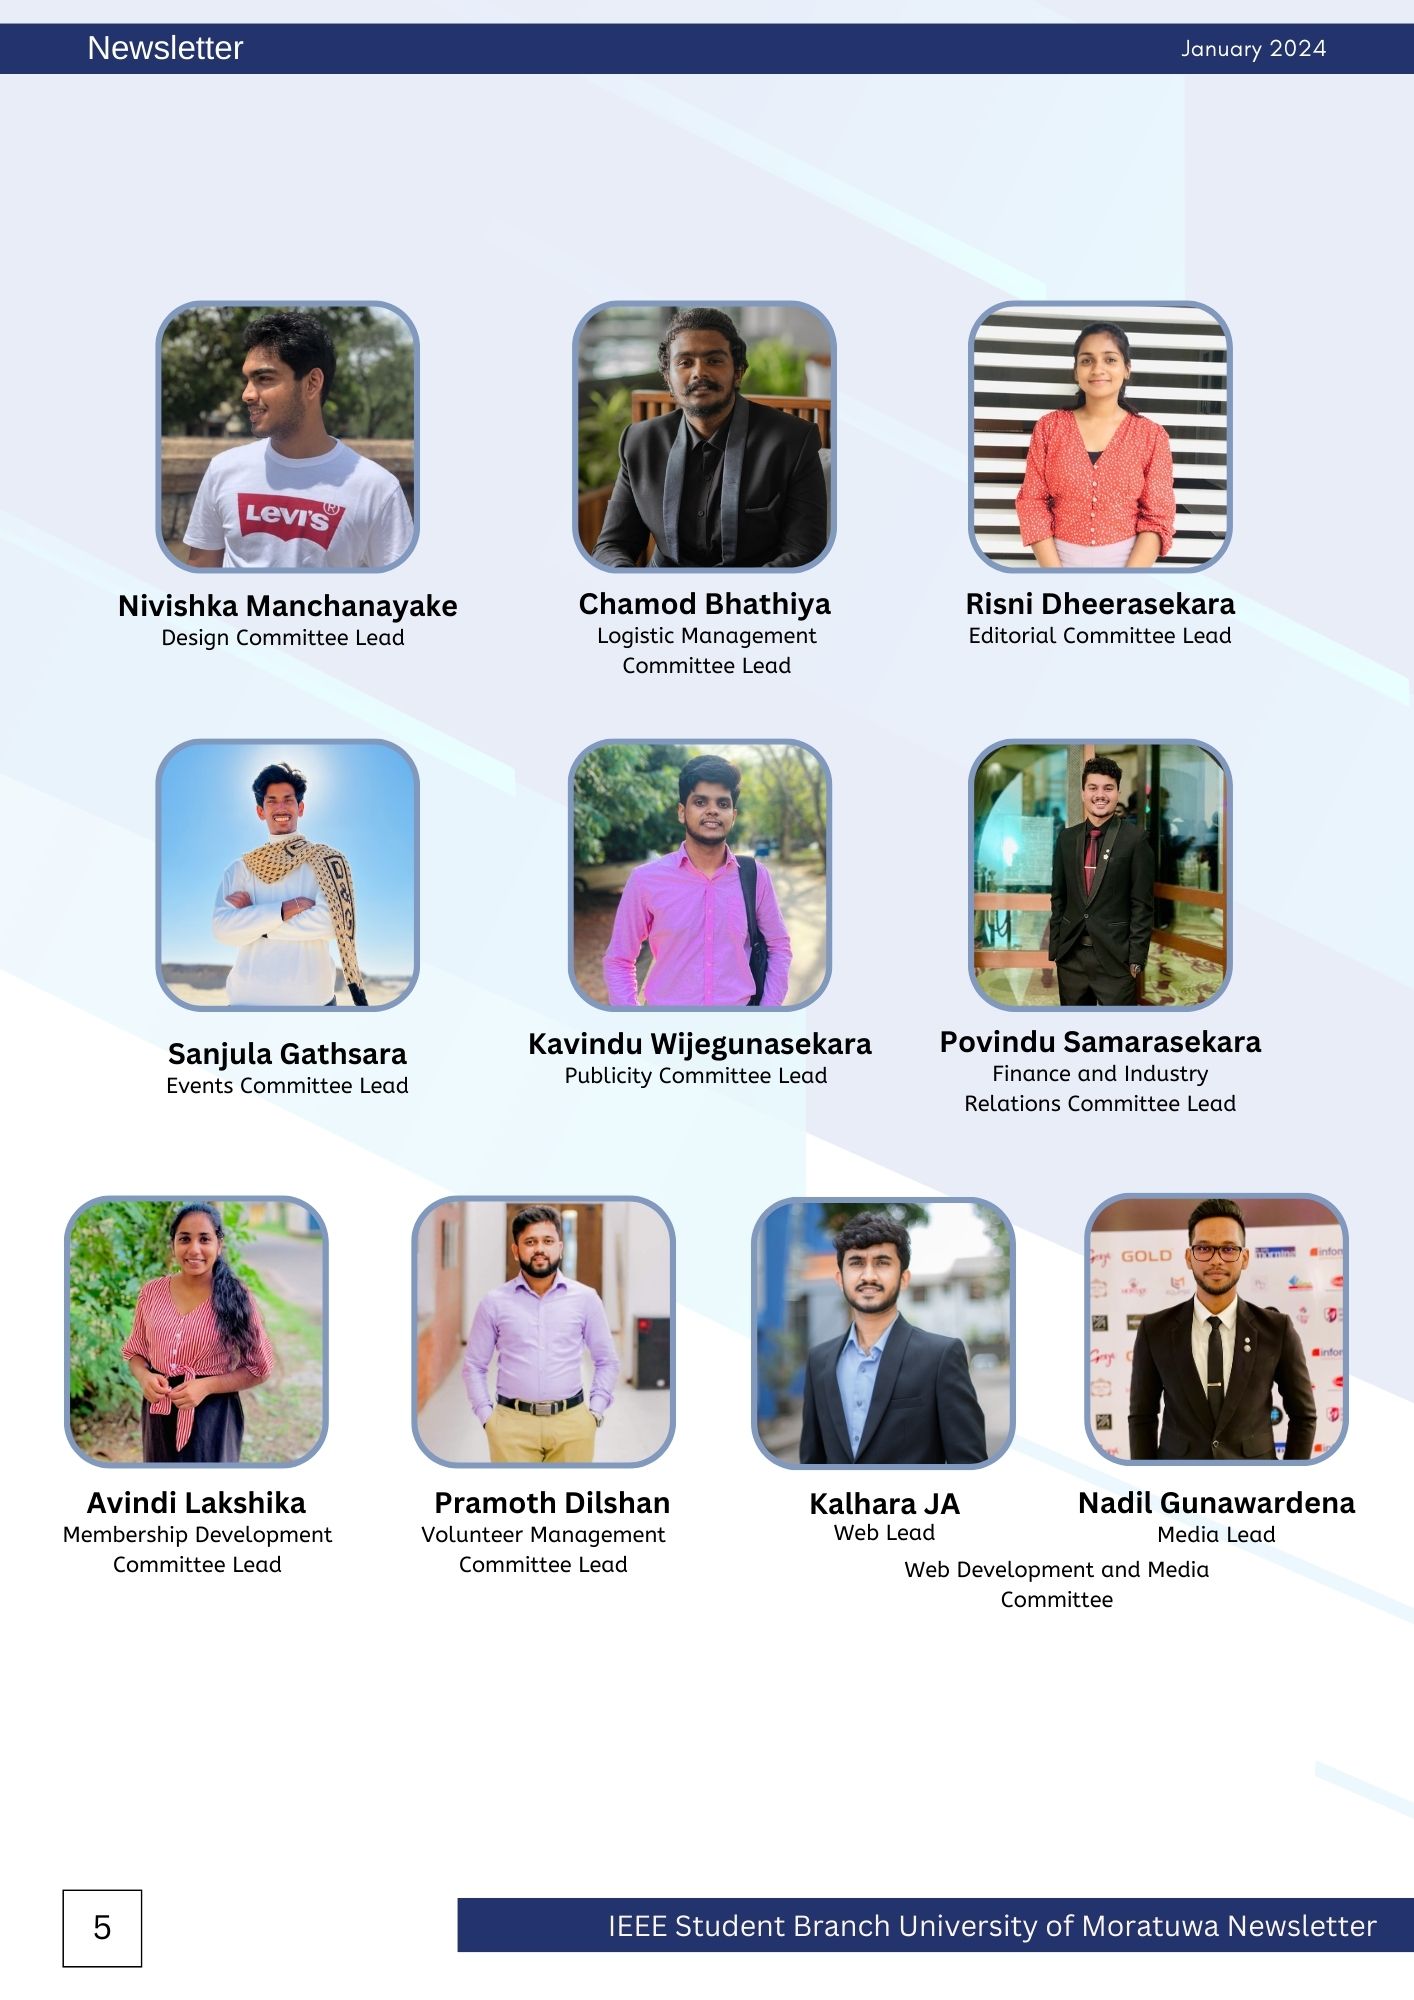 Newsletter
January 2024
LEVI'S®
Nivishka Manchanayake
Design Committee Lead
Chamod Bhathiya
Logistic Management
Committee Lead
Risni Dheerasekara
Editorial Committee Lead
Sanjula Gathsara
Events Committee Lead
Kavindu Wijegunasekara
Publicity Committee Lead
Povindu Samarasekara
Finance and Industry
Relations Committee Lead
GOLD
Avindi Lakshika
Membership Development
Committee Lead
Pramoth Dilshan
Volunteer Management
Committee Lead
Kalhara JA
Web Lead
Nadil Gunawardena
Media Lead
Web Development and Media
Committee
5
IEEE Student Branch University of Moratuwa Newsletter